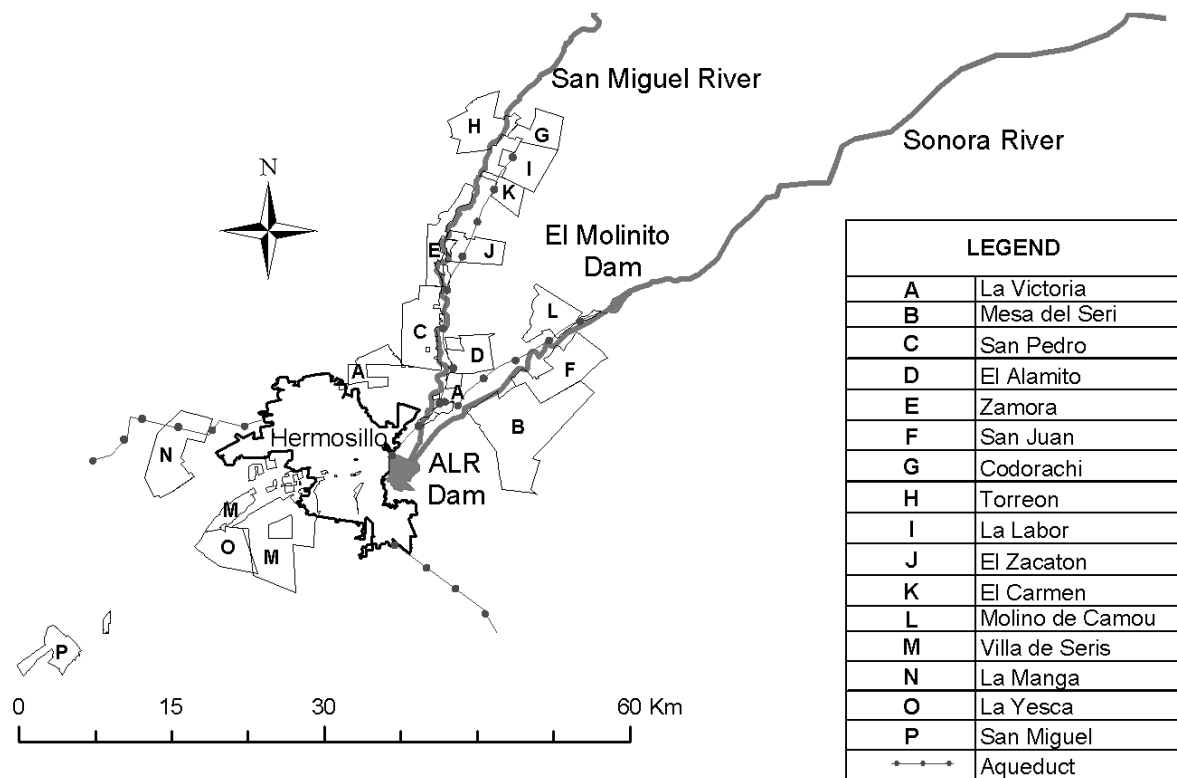 San Miguel River
H
G
Sonora River
I
N
K
El Molinito
Dam
E
J
LEGEND
A La Victoria
B Mesa del Seri
C San Pedro
D El Alamito
E Zamora
F San Juan
G Codorachi
H Torreon
I La Labor
J El Zacaton
K El Carmen
L Molino de Camou
M Villa de Seris
N La Manga
O La Yesca
P San Miguel
Aqueduct
L
C
D
A
F
A
B
Hermosillo
N
ALR
Dam
M
O
M
P
0 15 30 60 Km